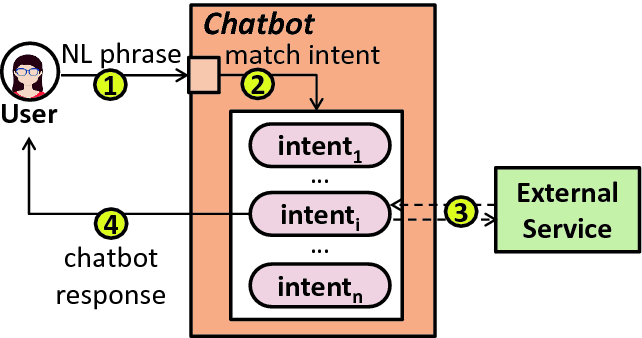 Chatbot
NL phrase
match intent
1
2
User
intent1
...
intenti
3
External
Service
4
chatbot
response
...
intentn